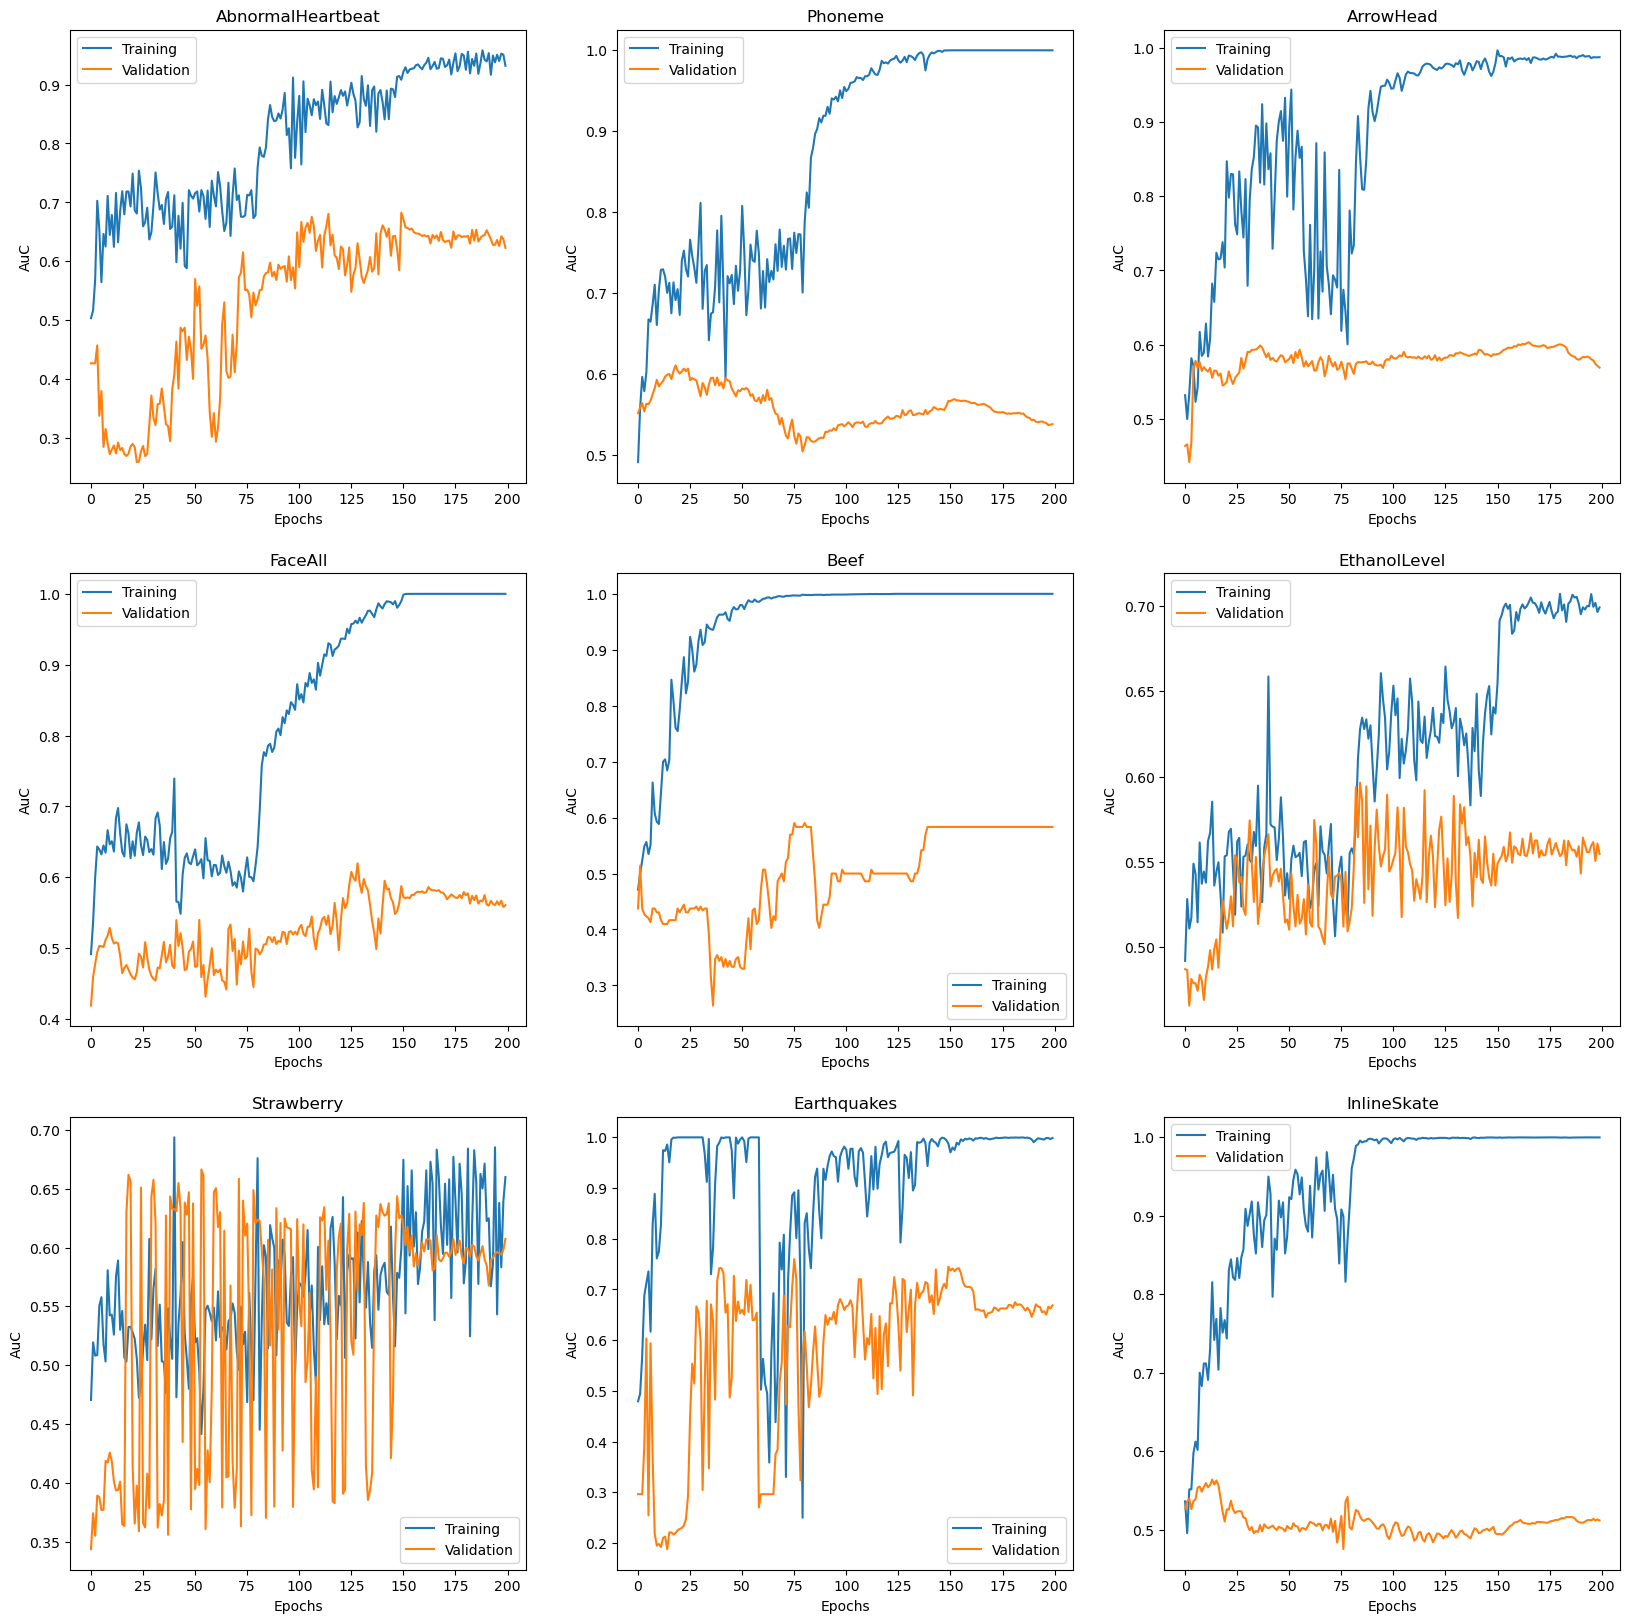 AbnormalHeartbeat
Training
Validation
AuC
0.9
0.8
0.7
0.6
0.5
0.4
0.3
0 25 50 75 100 125 150 175 200
Epochs
Phoneme
Training
Validation
AuC
1.0
0.9
0.8
0.7
0.6
0.5
0 25 50 75 100 125 150 175 200
Epochs
ArrowHead
Training
Validation
AuC
1.0
0.9
0.8
0.7
0.6
0.5
0 25 50 75 100 125 150 175 200
Epochs
FaceAll
Training
Validation
AuC
1.0
0.9
0.8
0.7
0.6
0.5
0.4
0 25 50 75 100 125 150 175 200
Epochs
Beef
AuC
1.0
0.9
0.8
0.7
0.6
0.5
0.4
0.3
Training
Validation
0 25 50 75 100 125 150 175 200
Epochs
EthanolLevel
Training
Validation
AuC
0.70
0.65
0.60
0.55
0.50
0 25 50 75 100 125 150 175 200
Epochs
Strawberry
AuC
0.70
0.65
0.60
0.55
0.50
0.45
0.40
0.35
Training
Validation
0 25 50 75 100 125 150 175 200
Epochs
Earthquakes
AuC
1.0
0.9
0.8
0.7
0.6
0.5
0.4
0.3
0.2
Training
Validation
0 25 50 75 100 125 150 175 200
Epochs
InlineSkate
Training
Validation
AuC
1.0
0.9
0.8
0.7
0.6
0.5
0 25 50 75 100 125 150 175 200
Epochs